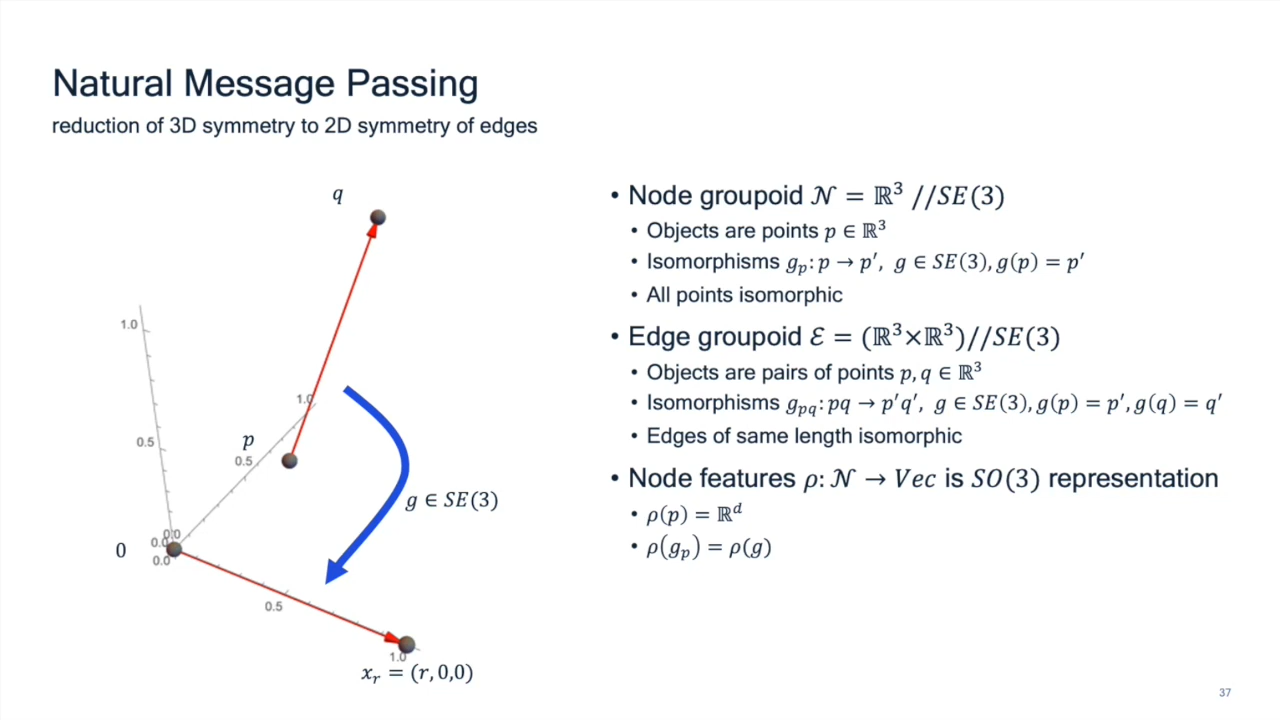 Natural Message Passing
reduction of 3D symmetry to 2D symmetry of edges
q
1.0
1.0
0.5
p
0.5
g ∈ SE(3)
0.0
0.0
0.0
0
0.5
1.0
xᵣ = (r, 0,0)
• Node groupoid 𝒩 = ℝ³ //SE(3)
• Objects are points p ∈ ℝ³
• Isomorphisms gₚ: p → p′, g ∈ SE(3), g(p) = p′
• All points isomorphic
• Edge groupoid ℰ = (ℝ³×ℝ³)//SE(3)
• Objects are pairs of points p, q ∈ ℝ³
• Isomorphisms g_pq: pq → p′q′, g ∈ SE(3), g(p) = p′, g(q) = q′
• Edges of same length isomorphic
• Node features ρ: 𝒩 → Vec is SO(3) representation
• ρ(p) = ℝᵈ
• ρ(gₚ) = ρ(g)
37